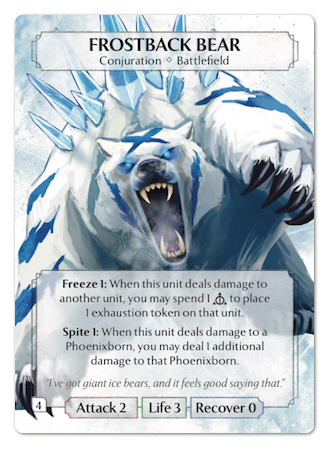 FROSTBACK BEAR
Conjuration ⟐ Battlefield
Freeze 1: When this unit deals damage to
another unit, you may spend 1 , to place
1 exhaustion token on that unit.
Spite 1: When this unit deals damage to a
Phoenixborn, you may deal 1 additional
damage to that Phoenixborn.
"I've got giant ice bears, and it feels good saying that."
4 Attack 2 Life 3 Recover 0